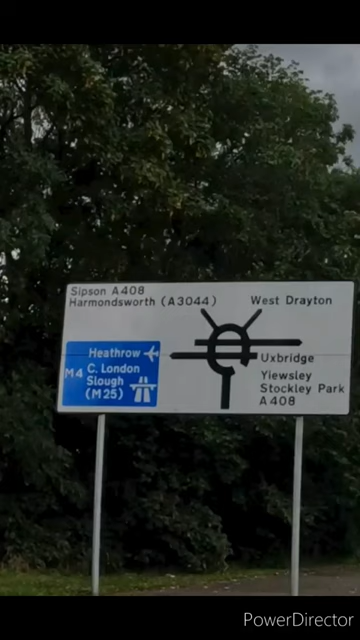 Sipson A408
Harmondsworth (A3044)
West Drayton
Heathrow
M4 C. London
Slough
(M25)
Uxbridge
Yiewsley
Stockley Park
A408
PowerDirector